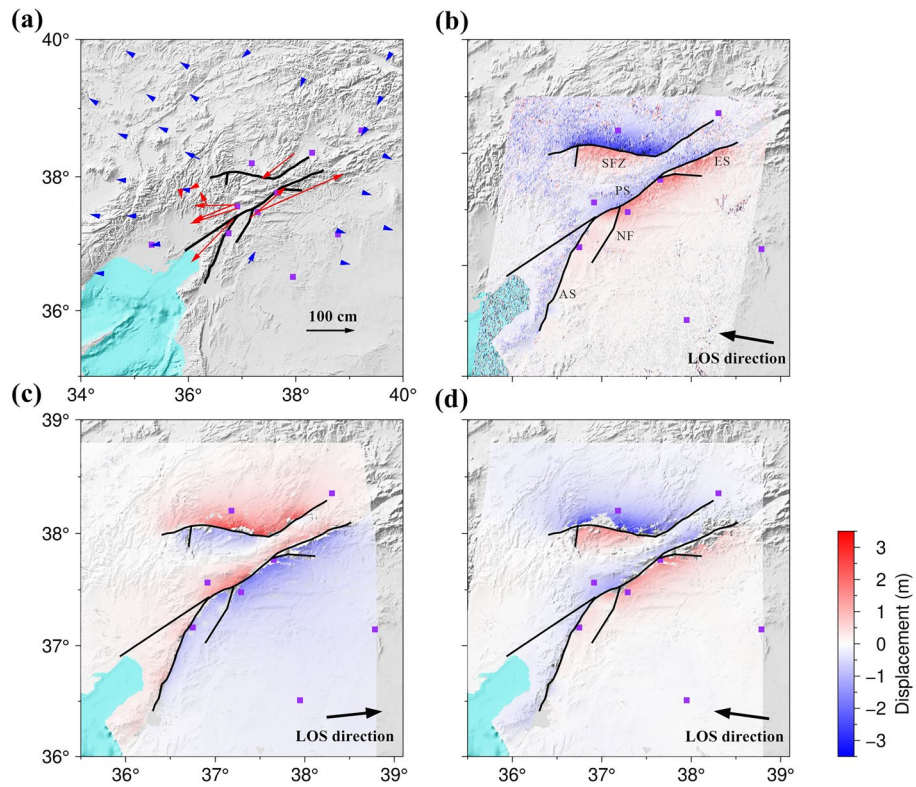 (a)
(b)
40°
38°
36°
100 cm
34° 36° 38° 40°
SFZ
ES
PS
NF
AS
LOS direction
(c)
(d)
39°
38°
37°
36°
LOS direction
LOS direction
36° 37° 38° 39°
36° 37° 38° 39°
3
2
1
0
−1
−2
−3
Displacement (m)